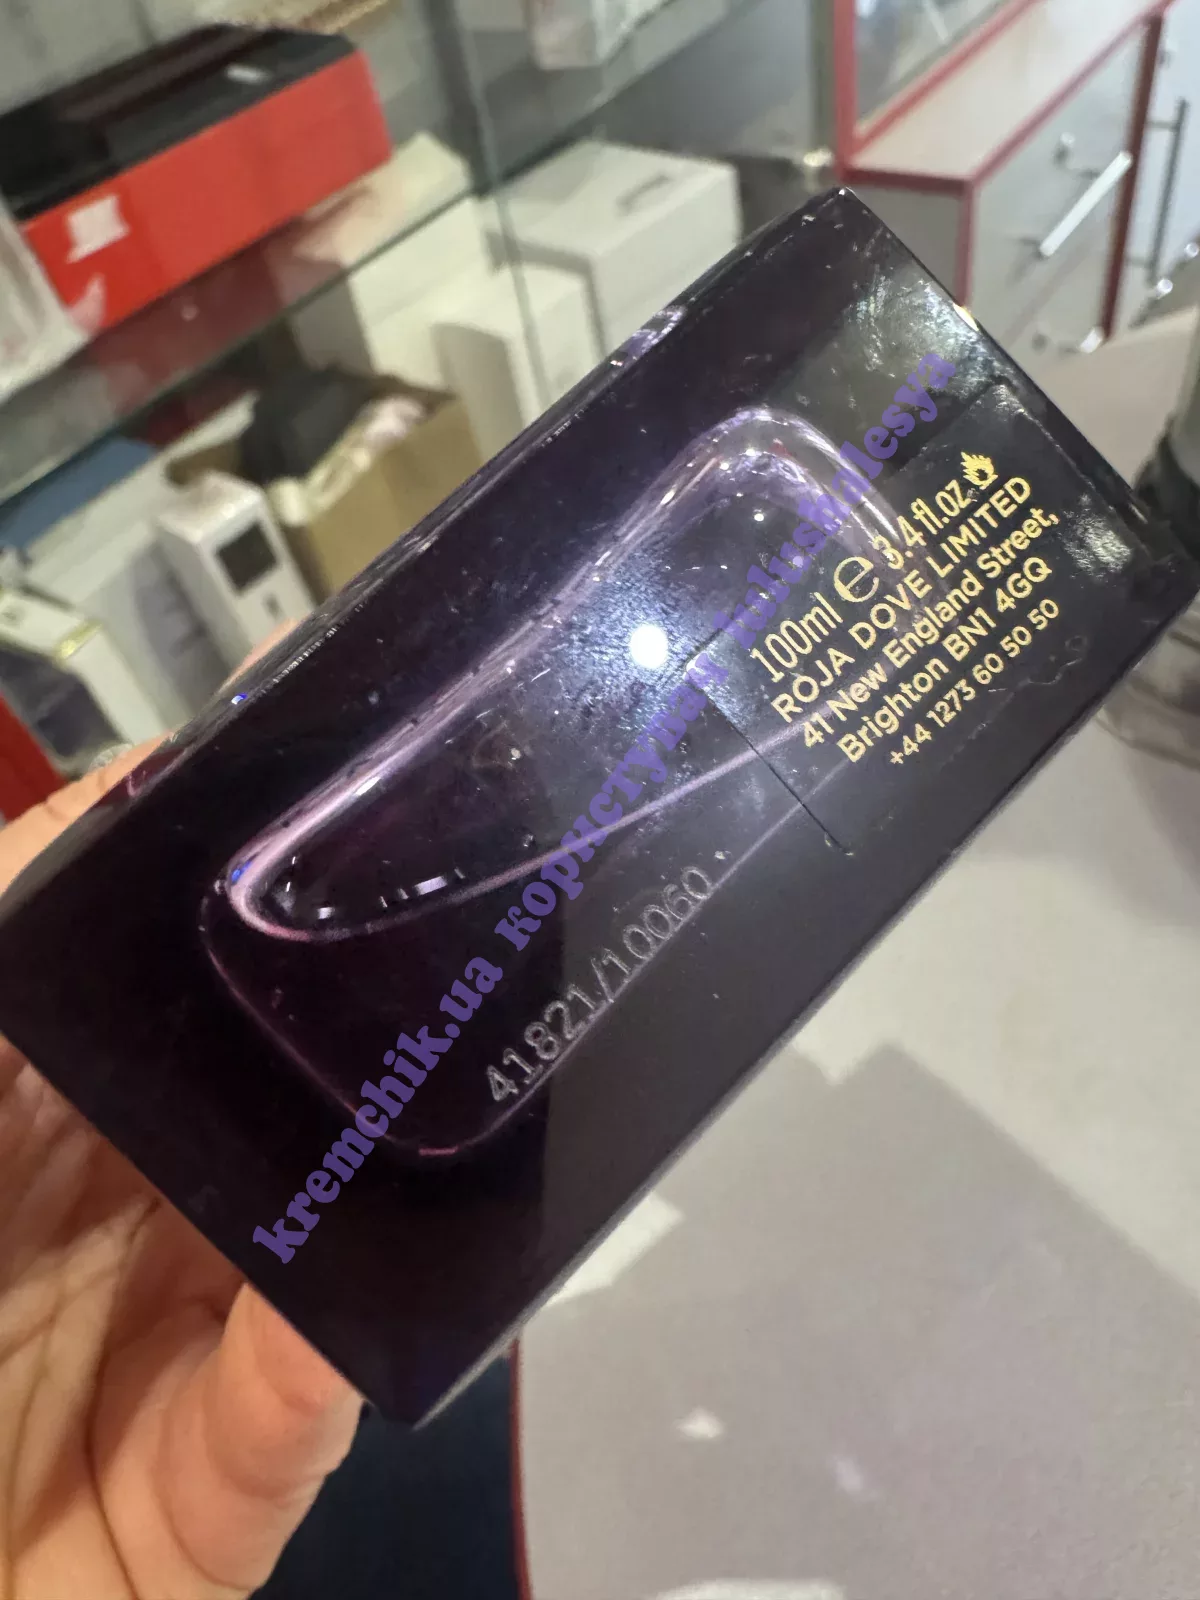 100ml e 3.4 fl.oz
ROJA DOVE LIMITED
41 New England Street,
Brighton BN1 4GQ
+44 1273 60 50 50
41821/10060
kremchik.ua користувач lulushalesya